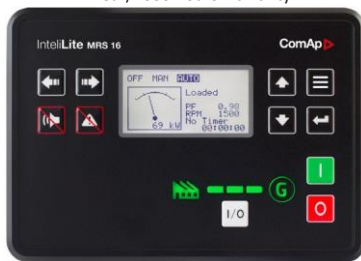 InteliLite MRS 16
ComAp
OFF MAN AUTO
Loaded
PF 0.98
RPM 1500
No Timer
69 kW 00:00:00
G
I
I/O
O